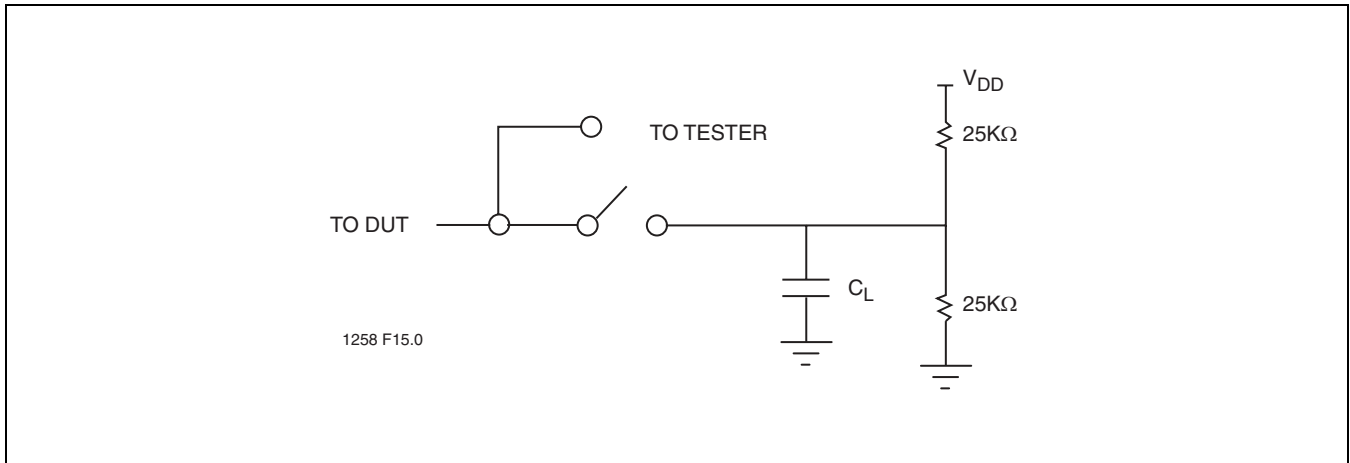 V_DD
25KΩ
TO TESTER
TO DUT
C_L
25KΩ
1258 F15.0